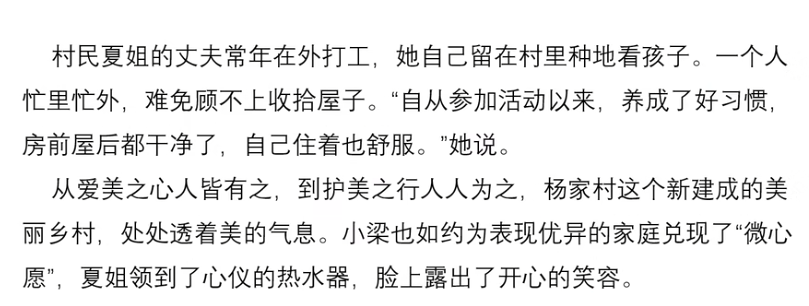 村民夏姐的丈夫常年在外打工，她自己留在村里种地看孩子。一个人
忙里忙外，难免顾不上收拾屋子。“自从参加活动以来，养成了好习惯，
房前屋后都干净了，自己住着也舒服。”她说。
从爱美之心人皆有之，到护美之行人人为之，杨家村这个新建成的美
丽乡村，处处透着美的气息。小梁也如约为表现优异的家庭兑现了“微心
愿”，夏姐领到了心仪的热水器，脸上露出了开心的笑容。